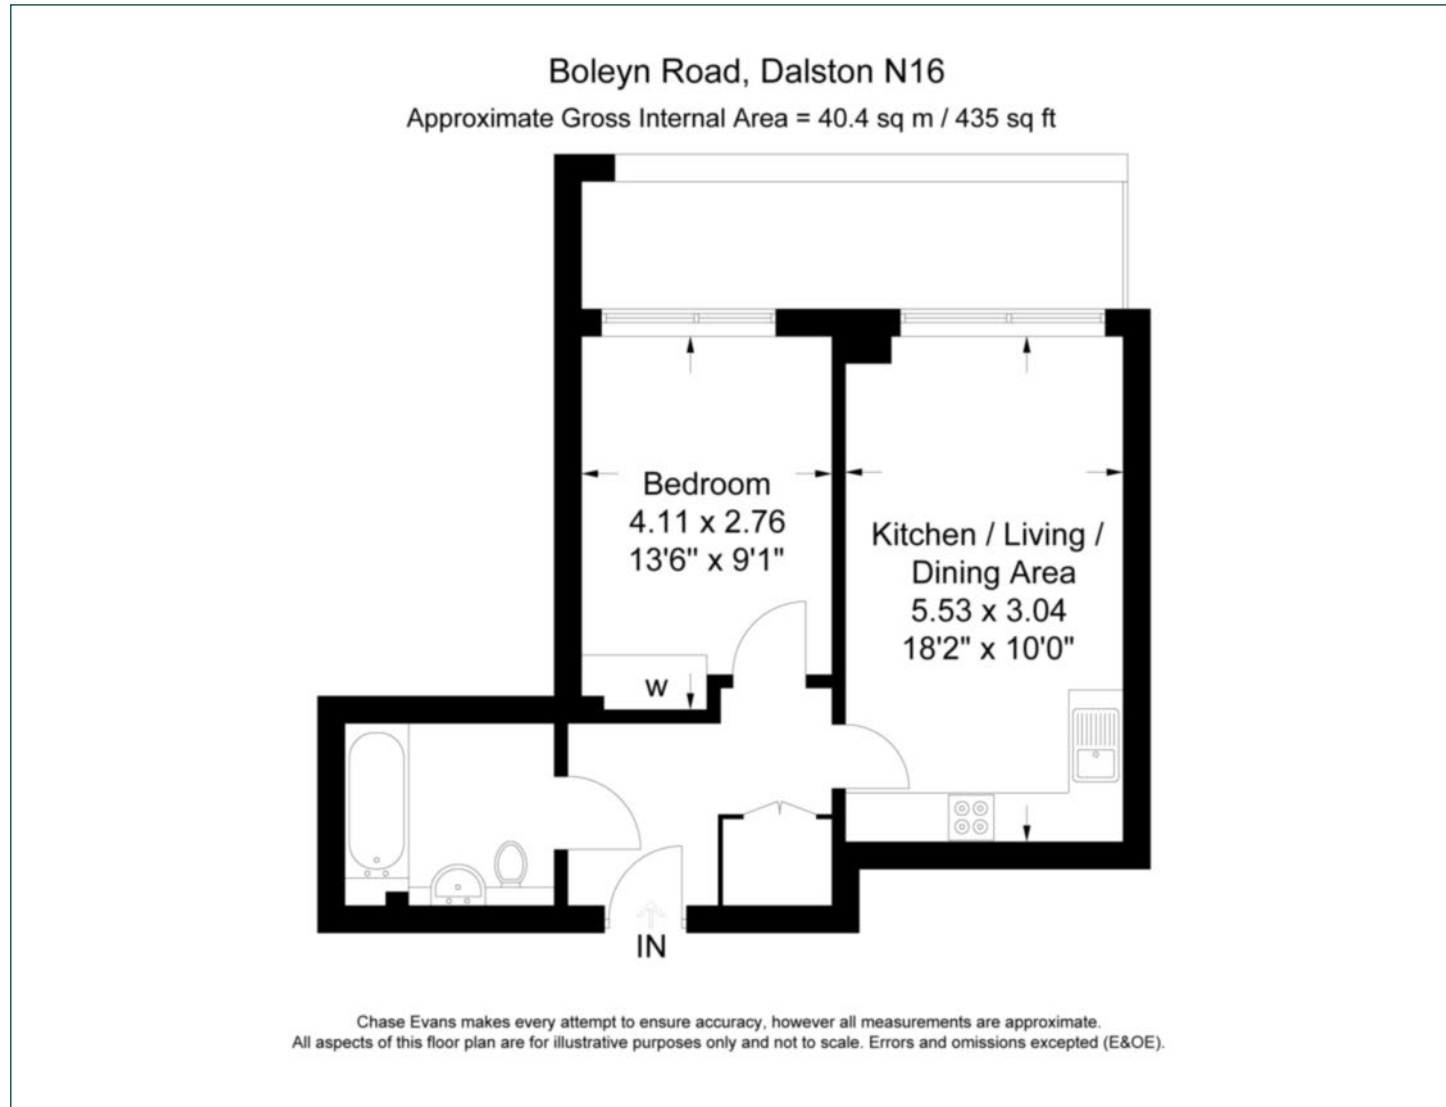 Boleyn Road, Dalston N16
Approximate Gross Internal Area = 40.4 sq m / 435 sq ft
Bedroom
4.11 x 2.76
13'6" x 9'1"
Kitchen / Living /
Dining Area
5.53 x 3.04
18'2" x 10'0"
W
IN
Chase Evans makes every attempt to ensure accuracy, however all measurements are approximate.
All aspects of this floor plan are for illustrative purposes only and not to scale. Errors and omissions excepted (E&OE).